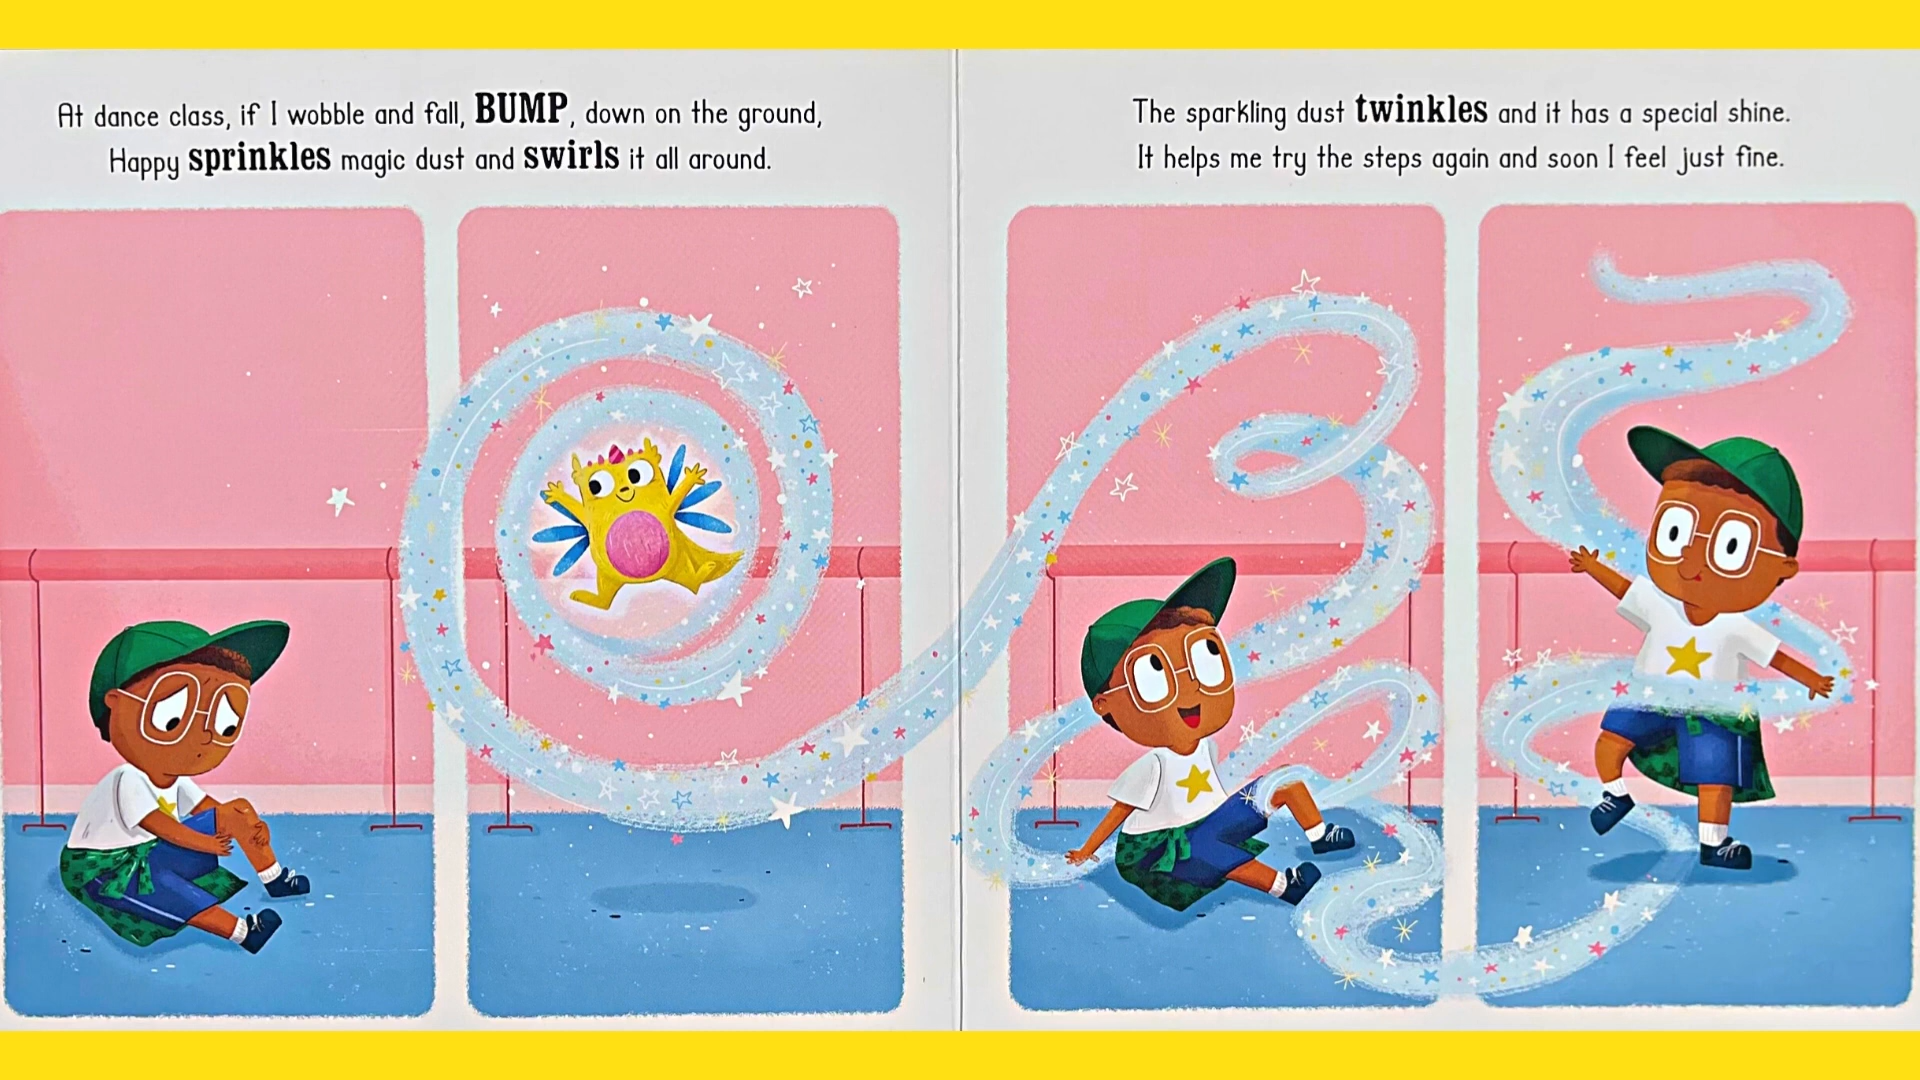 At dance class, if I wobble and fall, BUMP, down on the ground,
Happy sprinkles magic dust and swirls it all around.
The sparkling dust twinkles and it has a special shine.
It helps me try the steps again and soon I feel just fine.